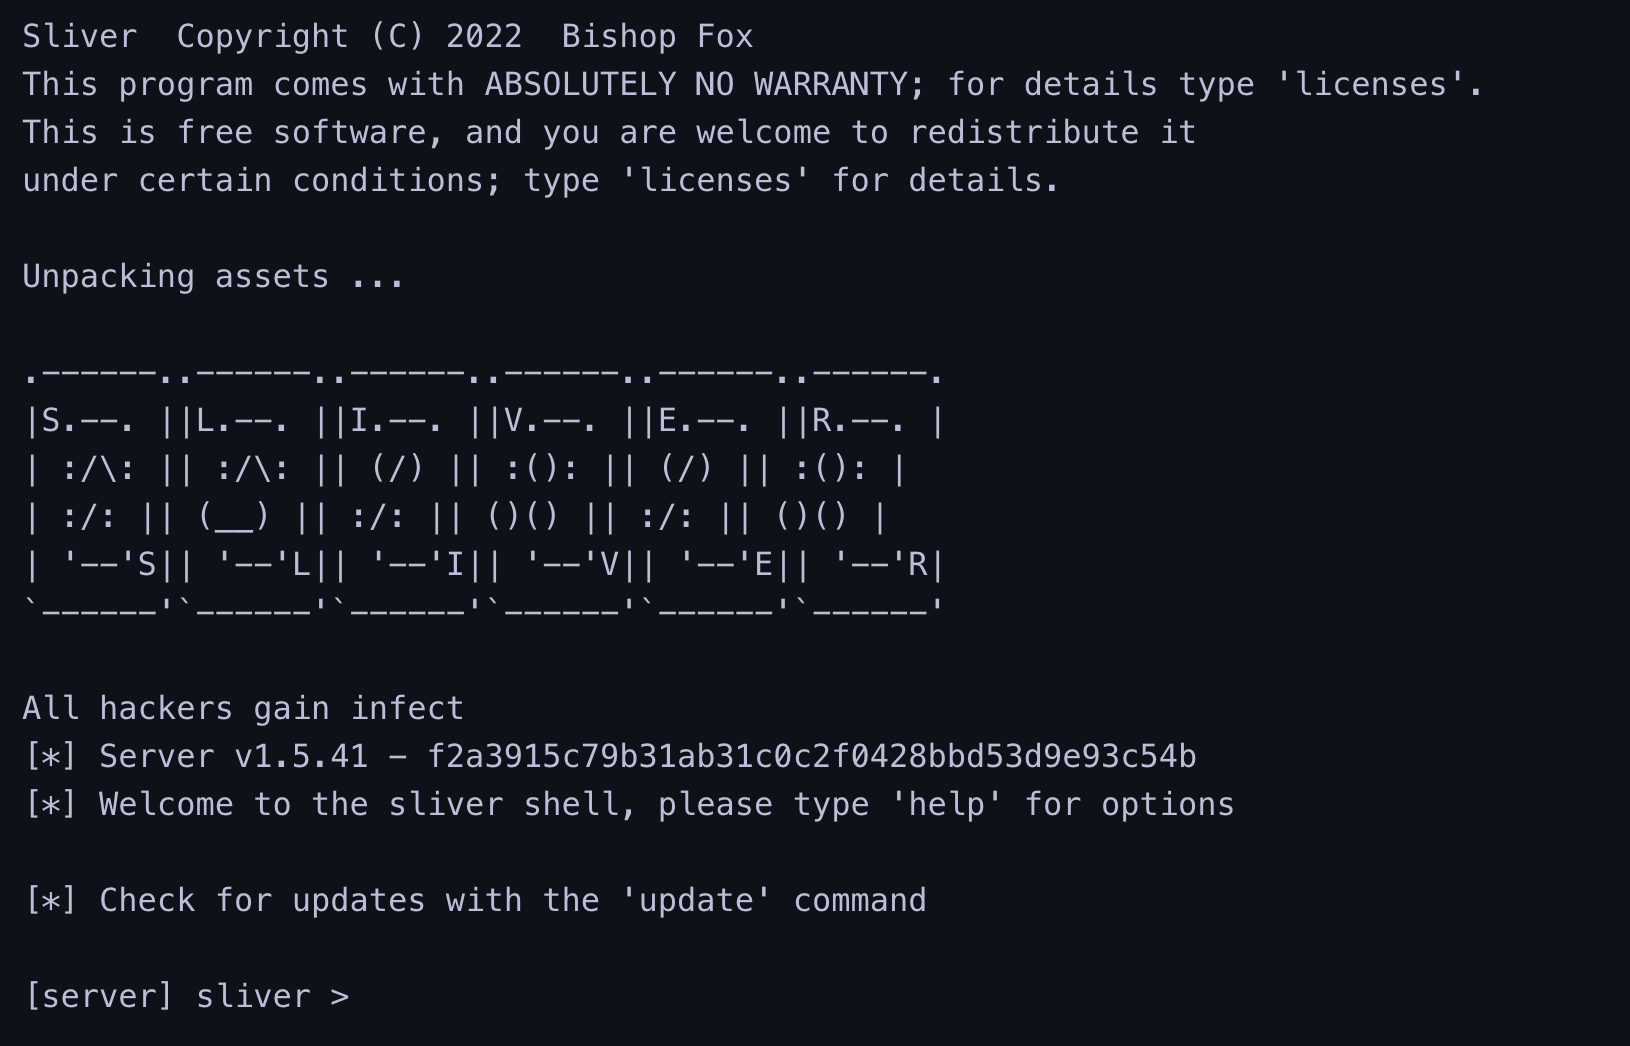 Sliver  Copyright (C) 2022  Bishop Fox
This program comes with ABSOLUTELY NO WARRANTY; for details type 'licenses'.
This is free software, and you are welcome to redistribute it
under certain conditions; type 'licenses' for details.

Unpacking assets ...

.------..------..------..------..------..------.
|S.--. ||L.--. ||I.--. ||V.--. ||E.--. ||R.--. |
| :/\: || :/\: || (/) || :(): || (/) || :(): |
| :/: || (__) || :/: || ()() || :/: || ()() |
| '--'S|| '--'L|| '--'I|| '--'V|| '--'E|| '--'R|
`------'`------'`------'`------'`------'`------'

All hackers gain infect
[*] Server v1.5.41 - f2a3915c79b31ab31c0c2f0428bbd53d9e93c54b
[*] Welcome to the sliver shell, please type 'help' for options

[*] Check for updates with the 'update' command

[server] sliver >